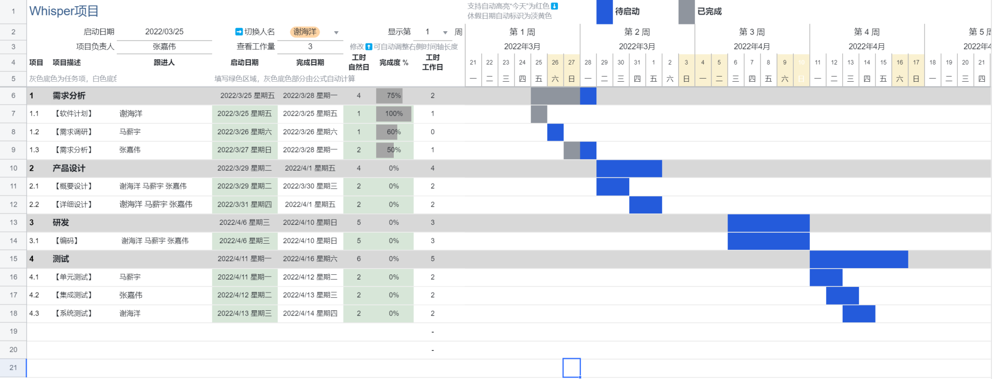 1 Whisper项目 支持自动高亮“今天”为红色⬇ 待启动 已完成
休假日期自动标识为淡黄色
2 启动日期 2022/03/25 ➡切换人名 谢海洋 显示第 1 周 第 1 周 第 2 周 第 3 周 第 4 周 第 5 周
3 项目负责人 张嘉伟 查看工作量 3 修改⬆可自动调整右侧时间轴长度 2022年3月 2022年3月 2022年4月 2022年4月 2022年4
4 项目 项目描述 跟进人 启动日期 完成日期 工时 自然日 完成度 % 工时 工作日 21 22 23 24 25 26 27 28 29 30 31 1 2 3 4 5 6 7 8 9 10 11 12 13 14 15 16 17 18 19 20 21
5 灰色底色为任务项，白色底色 填写绿色区域，灰色底色部分由公式自动计算 一 二 三 四 五 六 日 一 二 三 四 五 六 日 一 二 三 四 五 六 日 一 二 三 四 五 六 日 一 二 三 四
6 1 需求分析 2022/3/25 星期五 2022/3/28 星期一 4 75% 2
7 1.1 【软件计划】 谢海洋 2022/3/25 星期五 2022/3/25 星期五 1 100% 1
8 1.2 【需求调研】 马薪宇 2022/3/26 星期六 2022/3/26 星期六 1 60% 0
9 1.3 【需求分析】 张嘉伟 2022/3/27 星期日 2022/3/28 星期一 2 50% 1
10 2 产品设计 2022/3/29 星期二 2022/4/1 星期五 4 0% 4
11 2.1 【概要设计】 谢海洋 马薪宇 张嘉伟 2022/3/29 星期二 2022/3/30 星期三 2 0% 2
12 2.2 【详细设计】 谢海洋 马薪宇 张嘉伟 2022/3/31 星期四 2022/4/1 星期五 2 0% 2
13 3 研发 2022/4/6 星期三 2022/4/10 星期日 5 0% 3
14 3.1 【编码】 谢海洋 马薪宇 张嘉伟 2022/4/6 星期三 2022/4/10 星期日 5 0% 3
15 4 测试 2022/4/11 星期一 2022/4/16 星期六 6 0% 5
16 4.1 【单元测试】 马薪宇 2022/4/11 星期一 2022/4/12 星期二 2 0% 2
17 4.2 【集成测试】 张嘉伟 2022/4/12 星期二 2022/4/13 星期三 2 0% 2
18 4.3 【系统测试】 谢海洋 2022/4/13 星期三 2022/4/14 星期四 2 0% 2
19 -
20 -
21